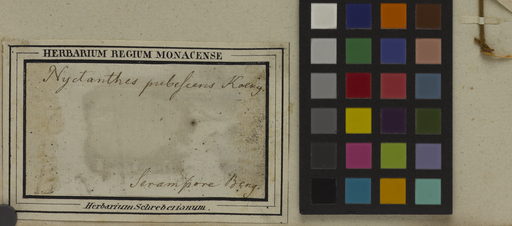 HERBARIUM REGIUM MONACENSE
Nyctanthes pubescens Koenig.
Serampore Beng.
Herbarium Schreberianum.